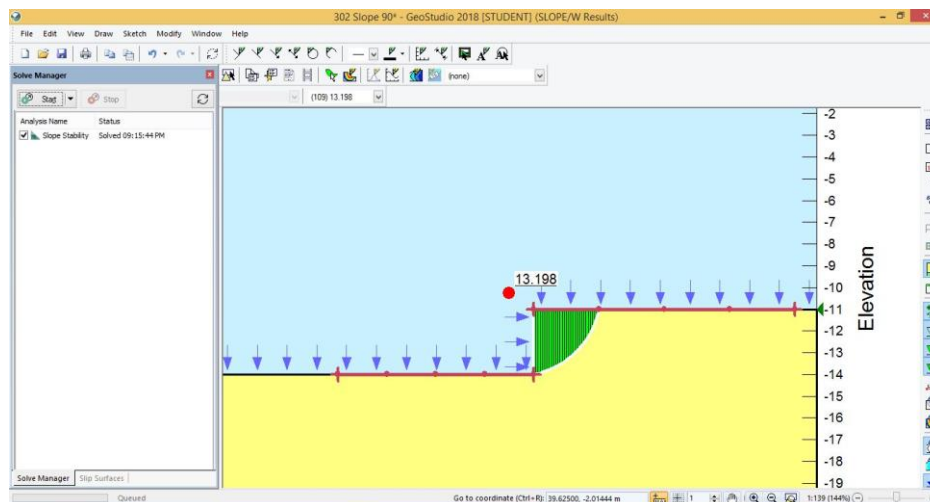 302 Slope 90* - GeoStudio 2018 [STUDENT] (SLOPE/W Results)
File Edit View Draw Sketch Modify Window Help
Solve Manager
(none)
Start Stop
(109) 13.198
Analysis Name Status
Slope Stability Solved 09:15:44 PM
-2
-3
-4
-5
-6
-7
-8
-9
-10
-11
-12
-13
-14
-15
-16
-17
-18
-19
Elevation
13.198
Solve Manager Slip Surfaces
Queued
Go to coordinate (Ctrl+R): 39.62500, -2.01444 m
1
1:139 (144%)